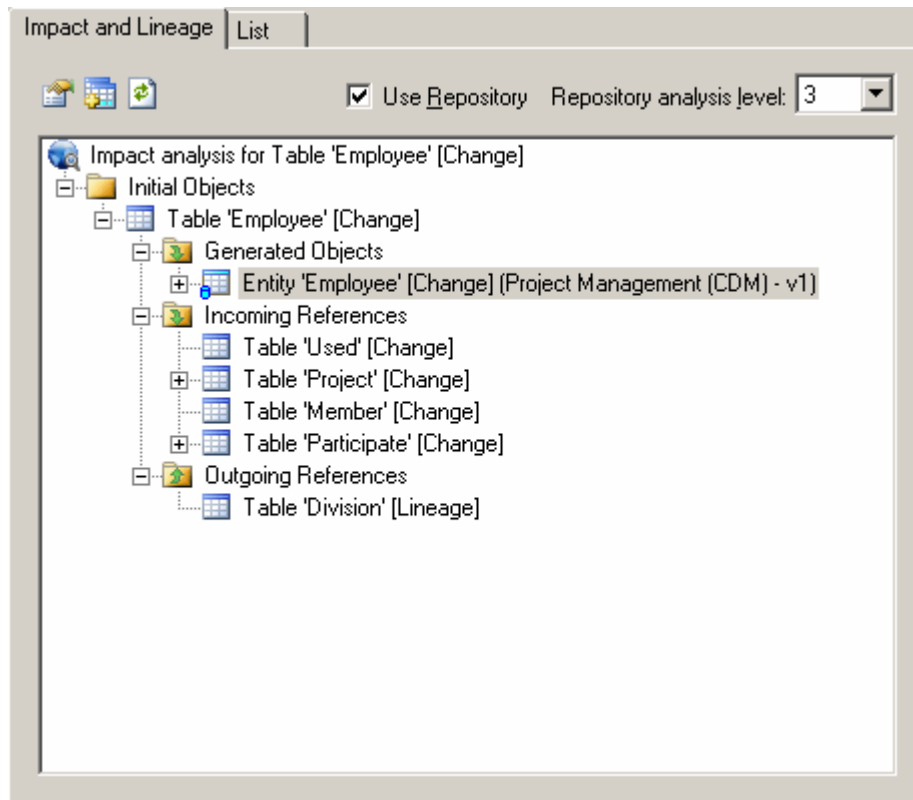 Impact and Lineage List
Use Repository Repository analysis level: 3
Impact analysis for Table 'Employee' [Change]
Initial Objects
Table 'Employee' [Change]
Generated Objects
Entity 'Employee' [Change] (Project Management (CDM) - v1)
Incoming References
Table 'Used' [Change]
Table 'Project' [Change]
Table 'Member' [Change]
Table 'Participate' [Change]
Outgoing References
Table 'Division' [Lineage]